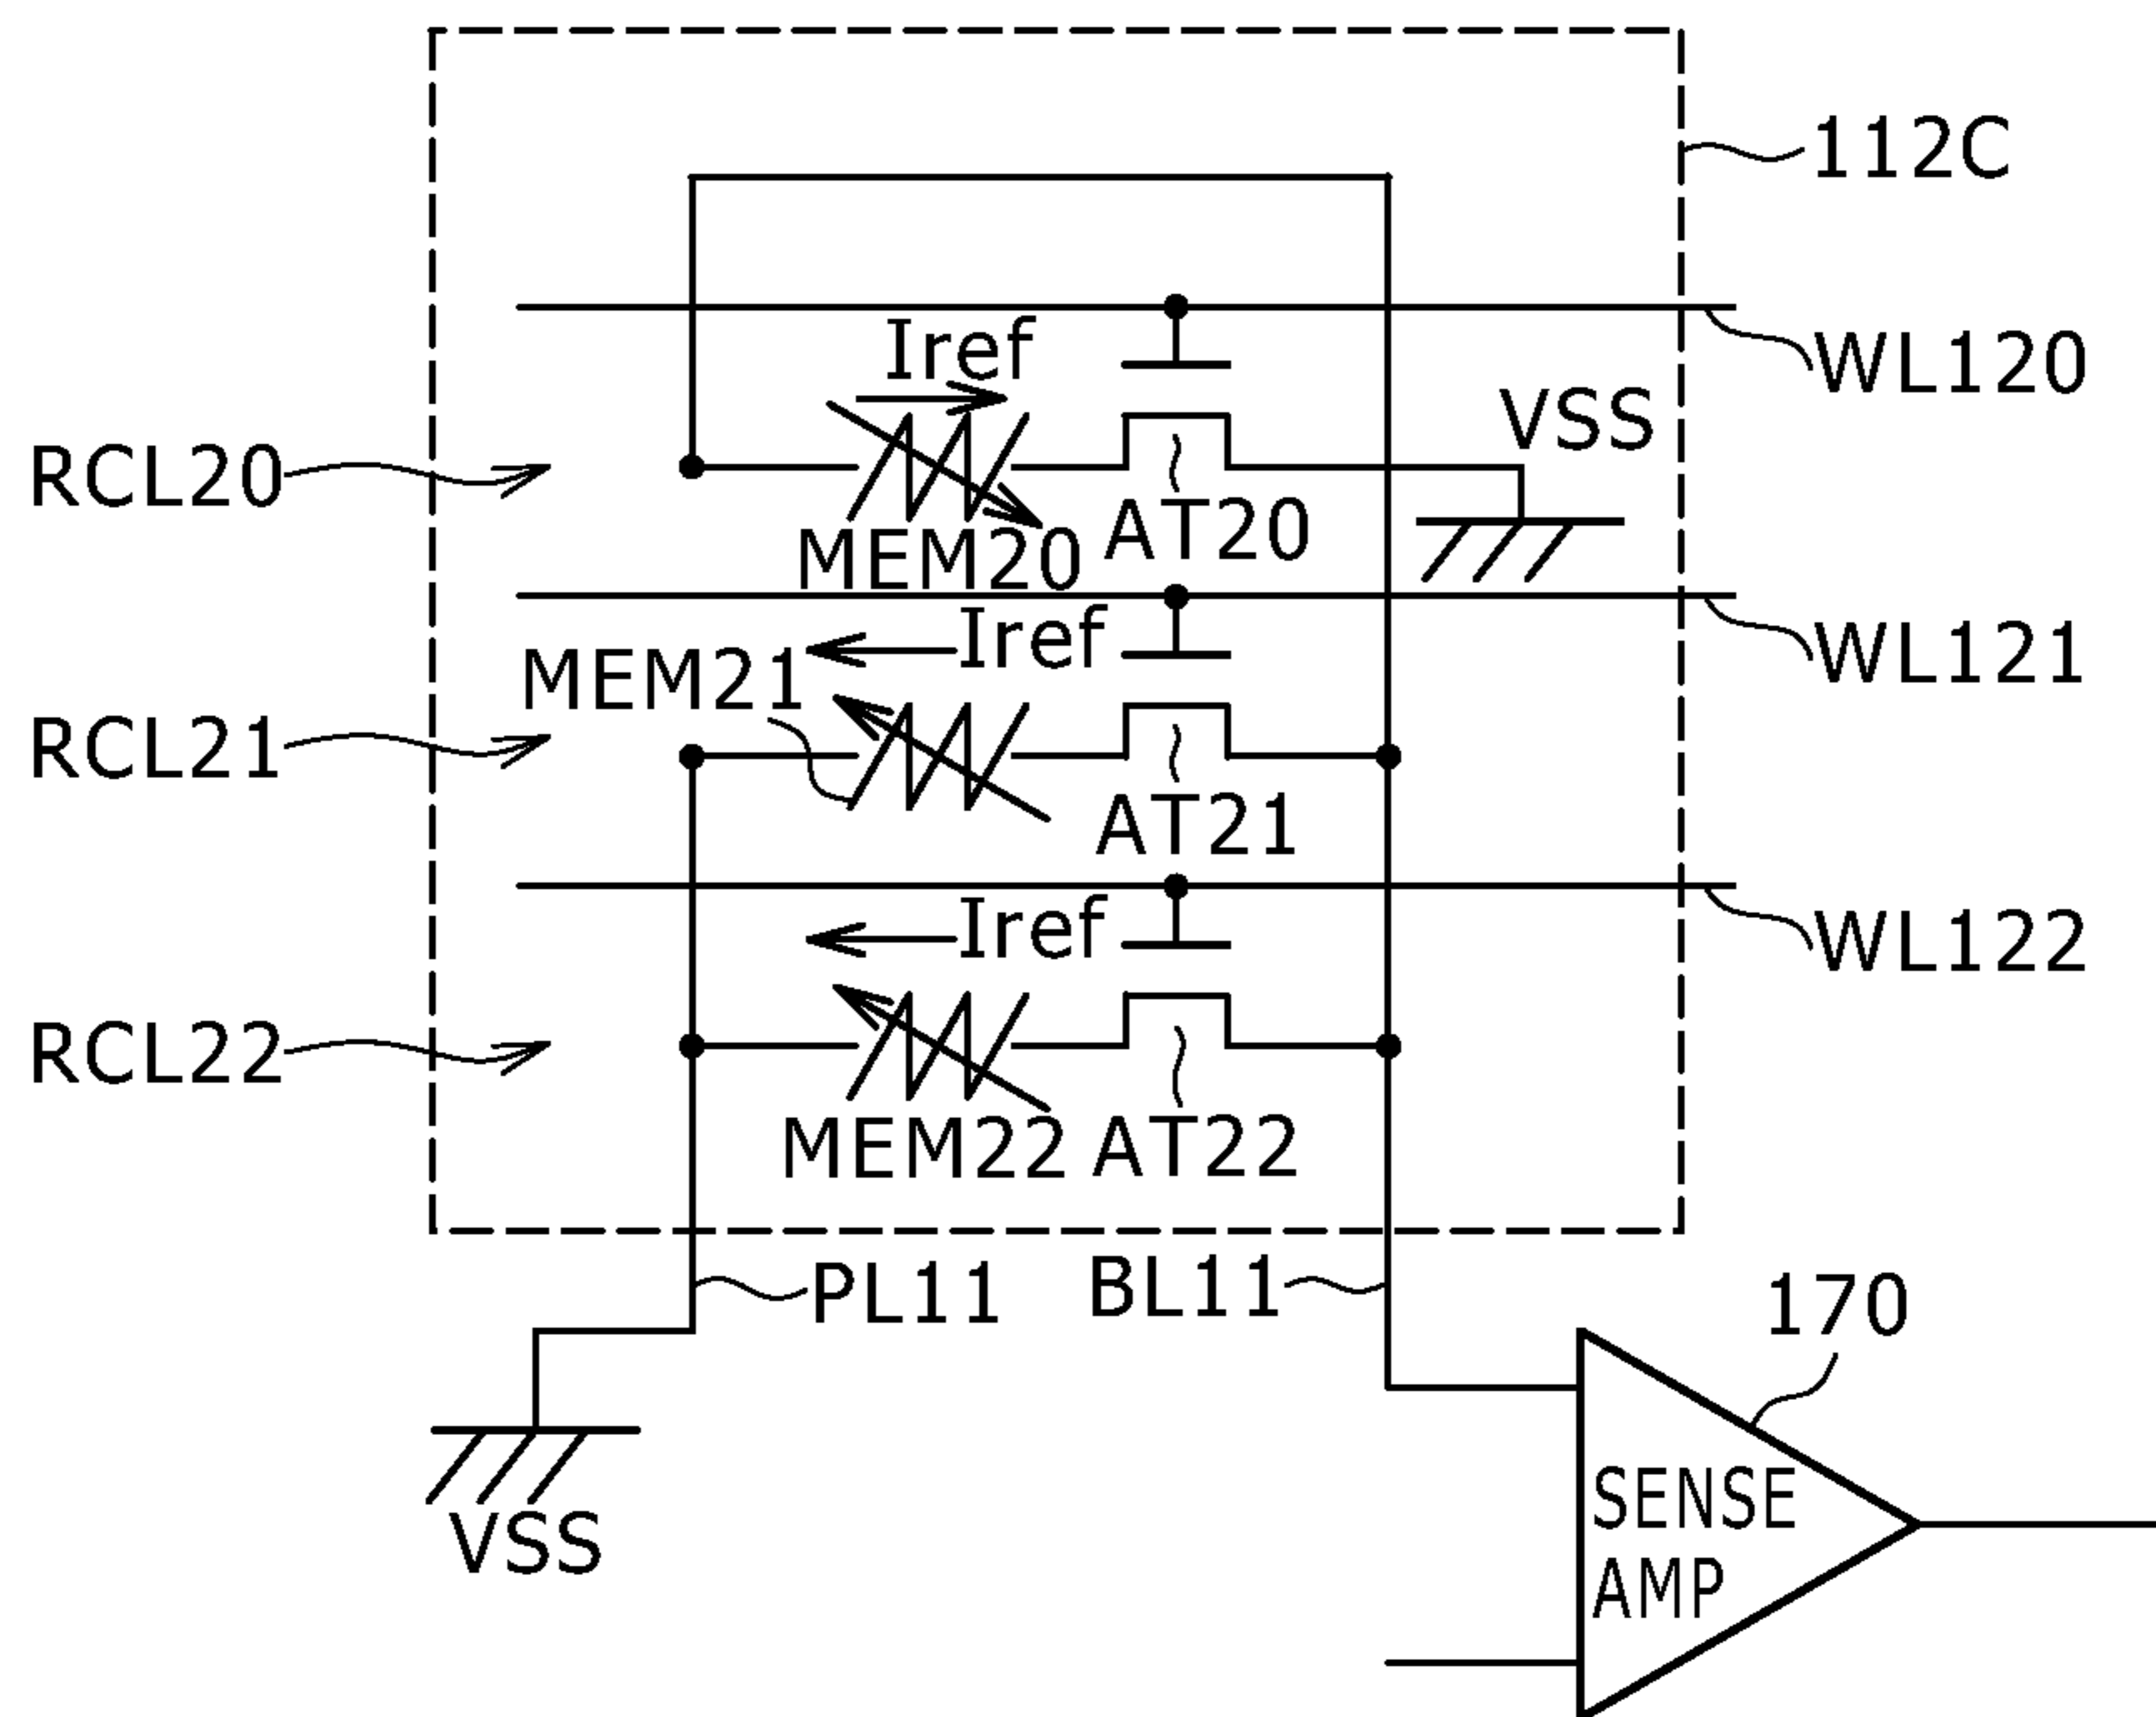 112C
Iref
WL120
VSS
RCL20
AT20
MEM20
Iref
WL121
MEM21
RCL21
AT21
Iref
WL122
RCL22
MEM22
AT22
PL11
BL11
170
SENSE
AMP
VSS